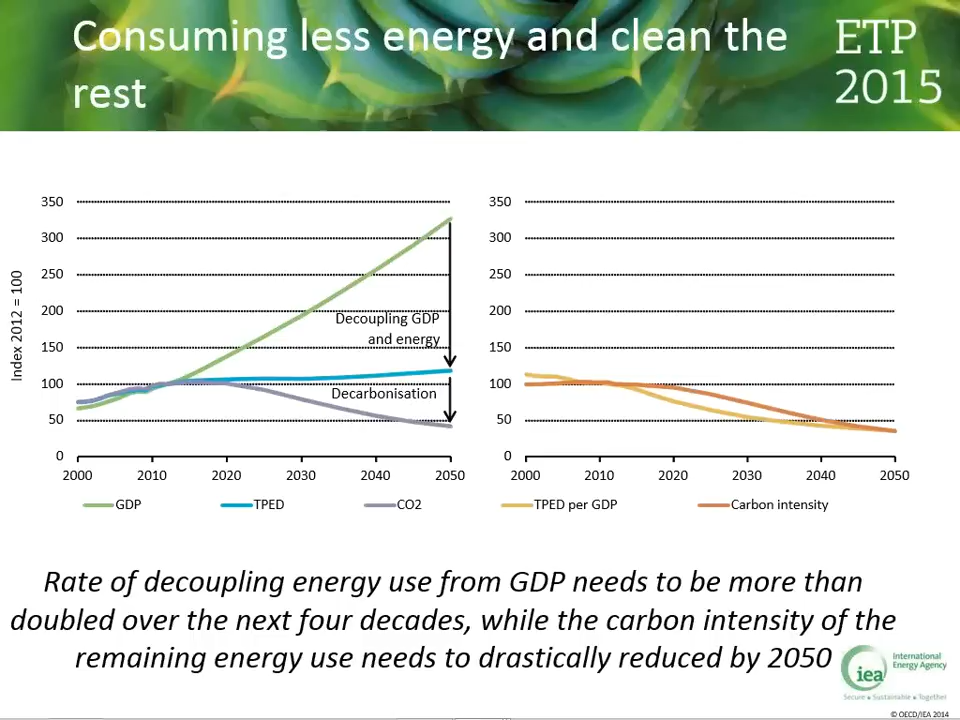 Consuming less energy and clean the
rest
ETP
2015
Index 2012 = 100
350
300
250
200
150
100
50
0
2000 2010 2020 2030 2040 2050
Decoupling GDP
and energy
Decarbonisation
GDP TPED CO2
350
300
250
200
150
100
50
0
2000 2010 2020 2030 2040 2050
TPED per GDP Carbon intensity
Rate of decoupling energy use from GDP needs to be more than
doubled over the next four decades, while the carbon intensity of the
remaining energy use needs to drastically reduced by 2050
iea
International
Energy Agency
Secure • Sustainable • Together
© OECD/IEA 2014